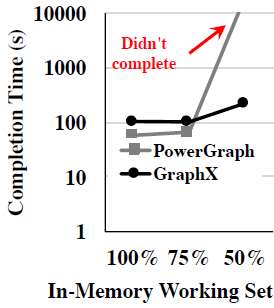 Completion Time (s)
10000
1000
100
10
1
Didn't
complete
PowerGraph
GraphX
100% 75% 50%
In-Memory Working Set